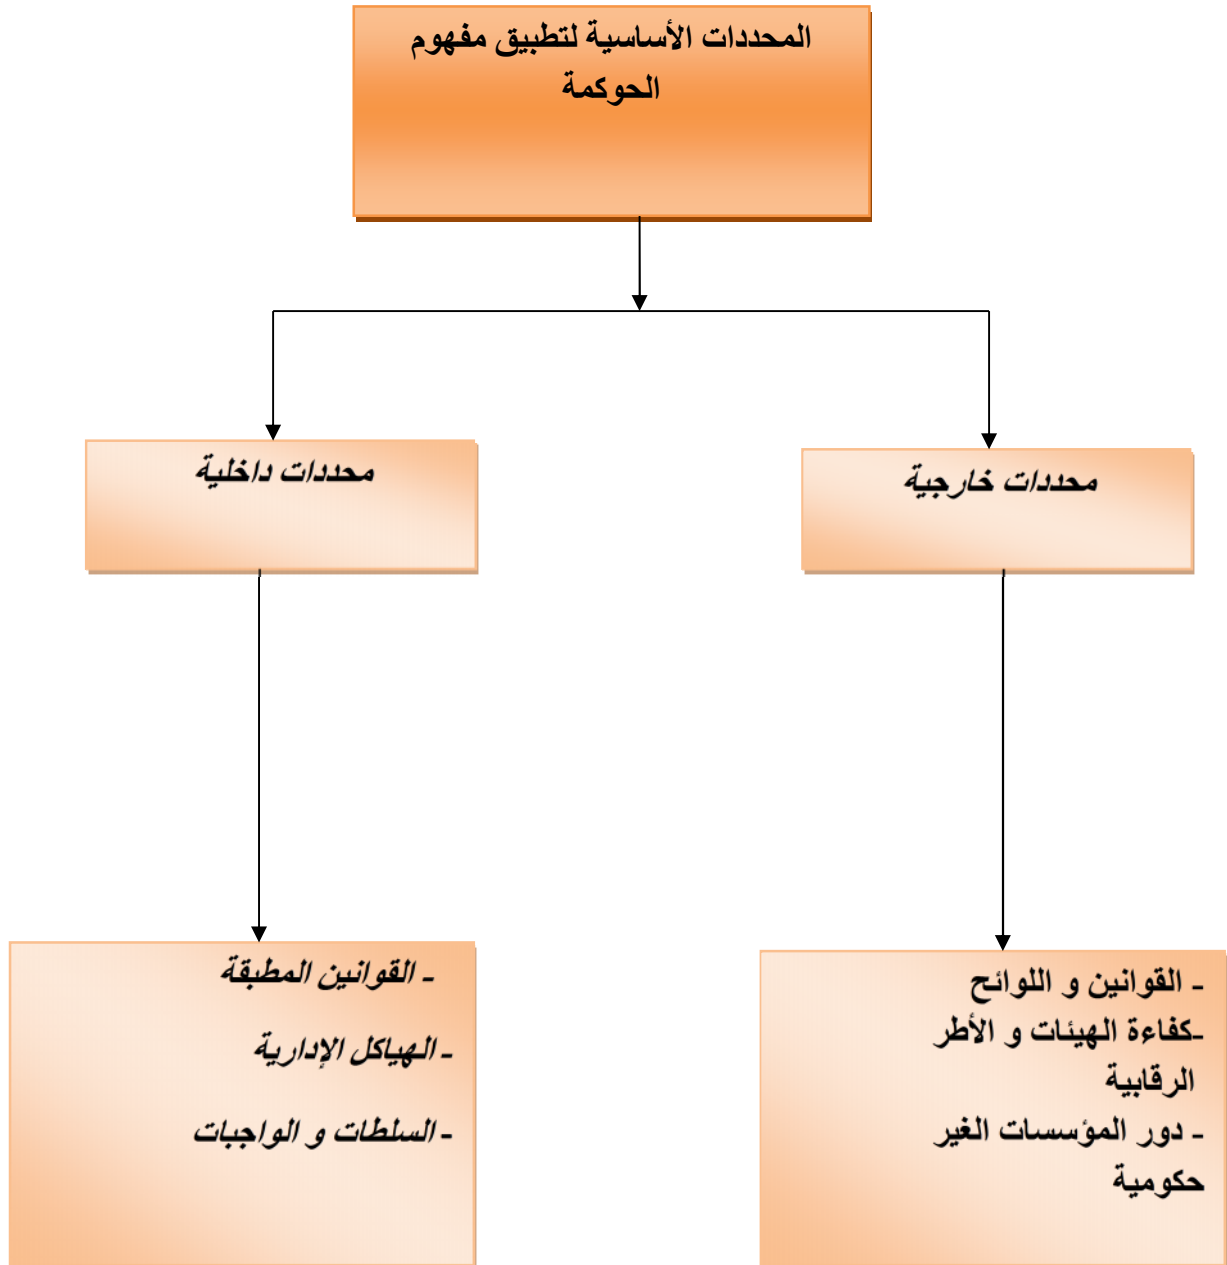 المحددات الأساسية لتطبيق مفهوم
الحوكمة
محددات خارجية
محددات داخلية
- القوانين و اللوائح
-كفاءة الهيئات و الأطر
الرقابية
- دور المؤسسات الغير
حكومية
- القوانين المطبقة
- الهياكل الإدارية
- السلطات و الواجبات